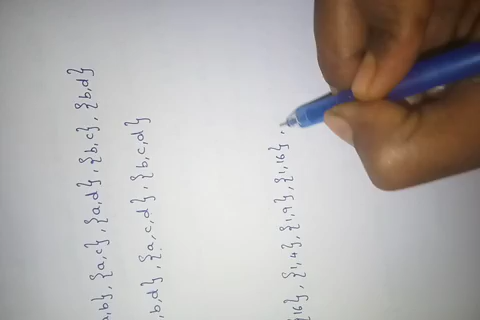 ,b}, {a,c}, {a,d}, {b,c}, {b,d}
,b,d}, {a,c,d}, {b,c,d}
16}, {1,4}, {1,9}, {1,16},